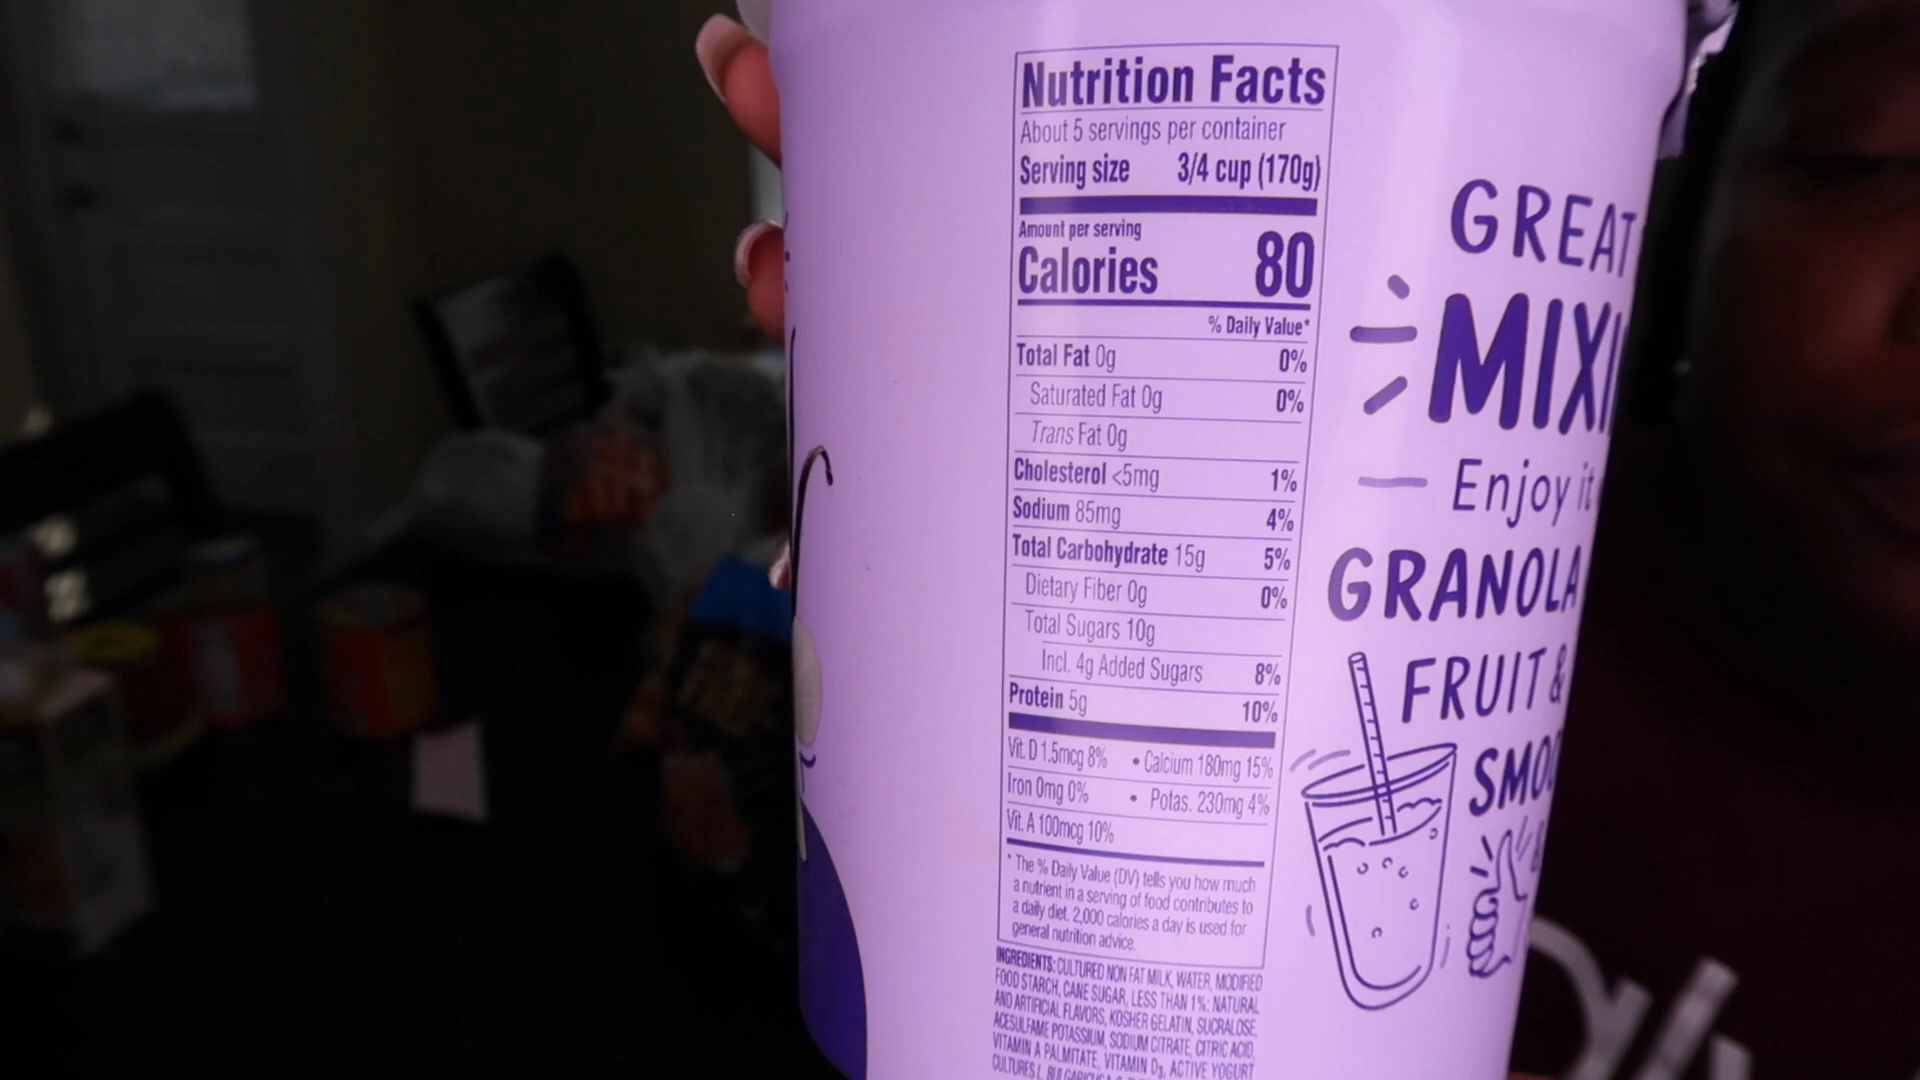 Nutrition Facts
About 5 servings per container
Serving size 3/4 cup (170g)
Amount per serving
Calories 80
% Daily Value*
Total Fat 0g 0%
Saturated Fat 0g 0%
Trans Fat 0g
Cholesterol <5mg 1%
Sodium 85mg 4%
Total Carbohydrate 15g 5%
Dietary Fiber 0g 0%
Total Sugars 10g
Incl. 4g Added Sugars 8%
Protein 5g 10%
Vit. D 1.5mcg 8% • Calcium 180mg 15%
Iron 0mg 0% • Potas. 230mg 4%
Vit. A 100mcg 10%
* The % Daily Value (DV) tells you how much
a nutrient in a serving of food contributes to
a daily diet. 2,000 calories a day is used for
general nutrition advice.
INGREDIENTS: CULTURED NON FAT MILK, WATER, MODIFIED
FOOD STARCH, CANE SUGAR, LESS THAN 1%: NATURAL
AND ARTIFICIAL FLAVORS, KOSHER GELATIN, SUCRALOSE,
ACESULFAME POTASSIUM, SODIUM CITRATE, CITRIC ACID,
VITAMIN A PALMITATE, VITAMIN D3, ACTIVE YOGURT
CULTURES L. BULGARICUS
GREAT
MIXI
Enjoy it
GRANOLA
FRUIT &
SMOO